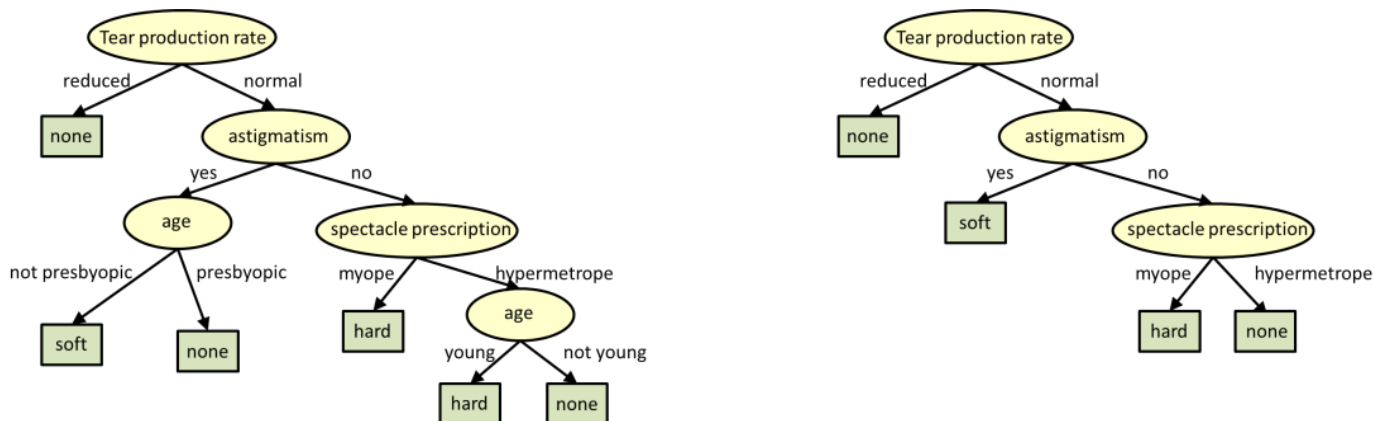 Tear production rate
reduced
normal
none
astigmatism
yes
no
age
spectacle prescription
not presbyopic
presbyopic
myope
hypermetrope
soft
none
hard
age
young
not young
hard
none
Tear production rate
reduced
normal
none
astigmatism
yes
no
soft
spectacle prescription
myope
hypermetrope
hard
none